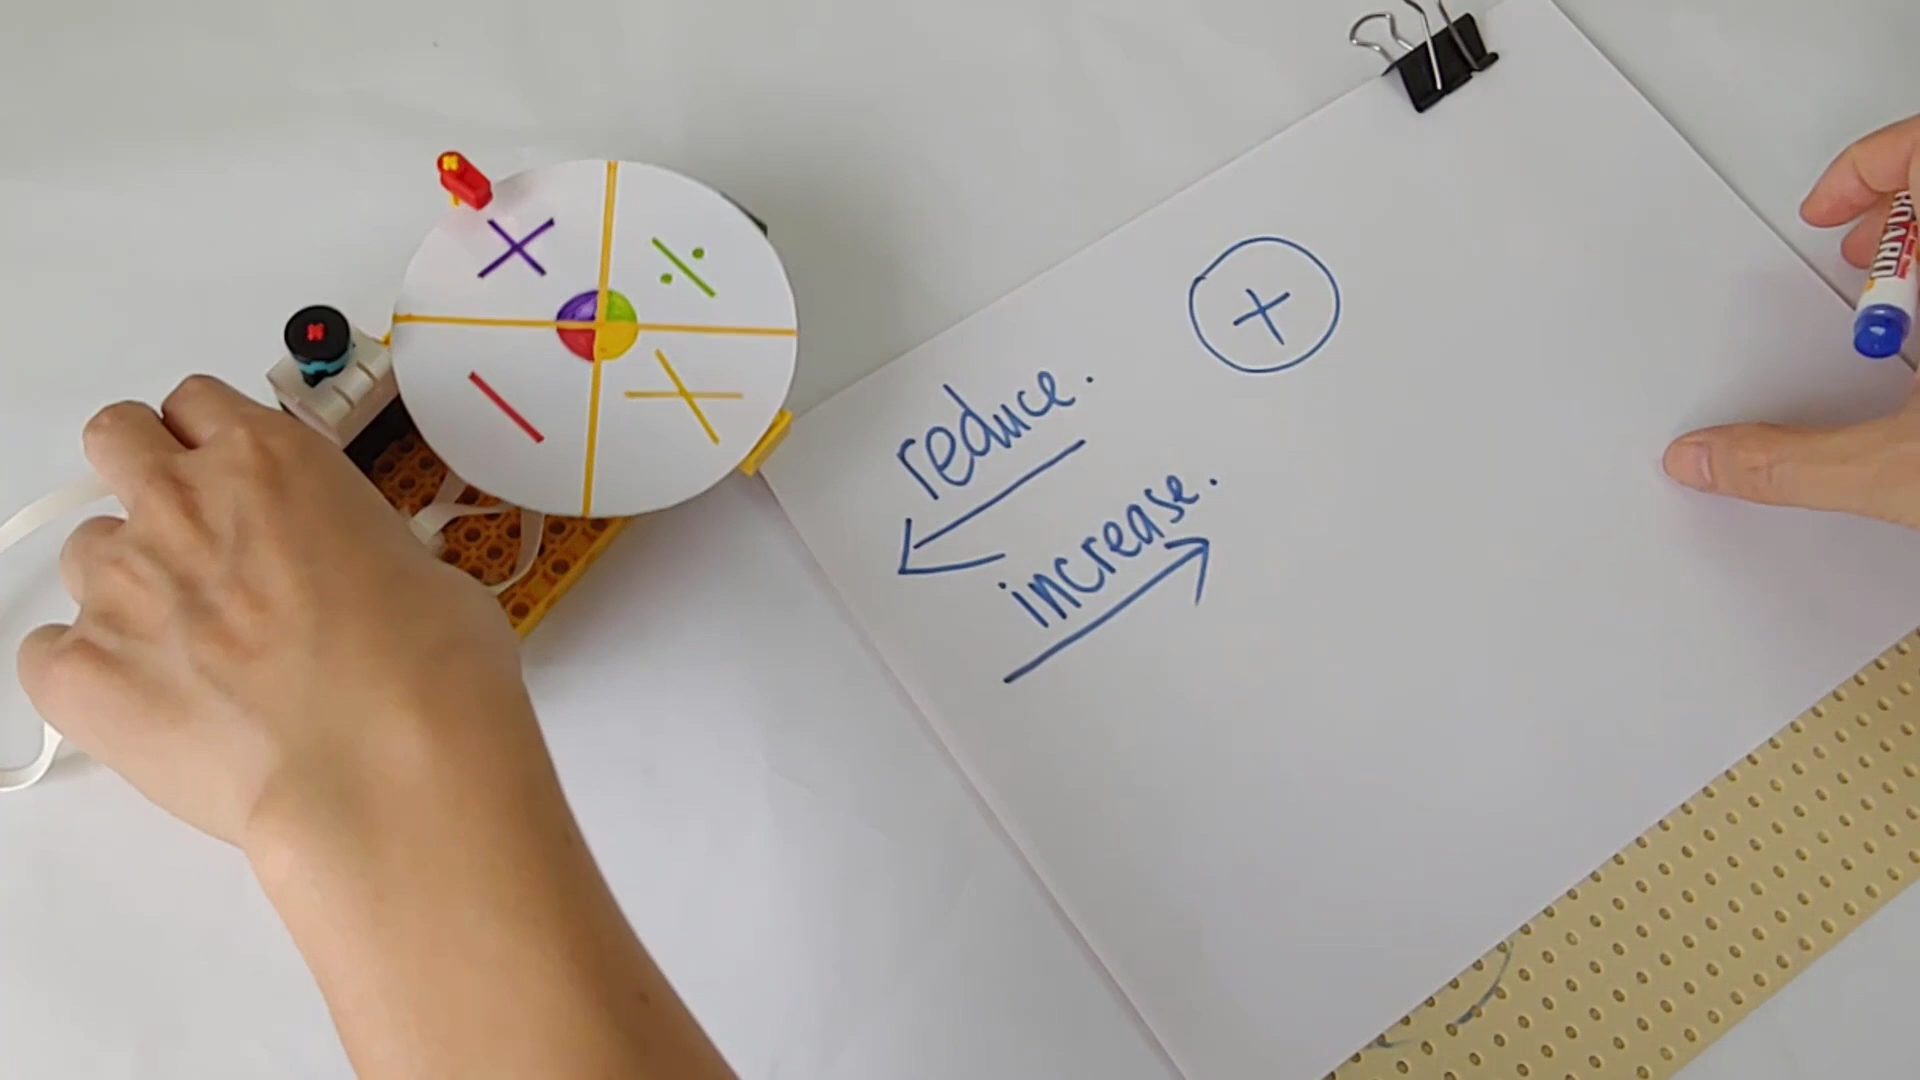 ×
÷
-
+
+
reduce.
increase.